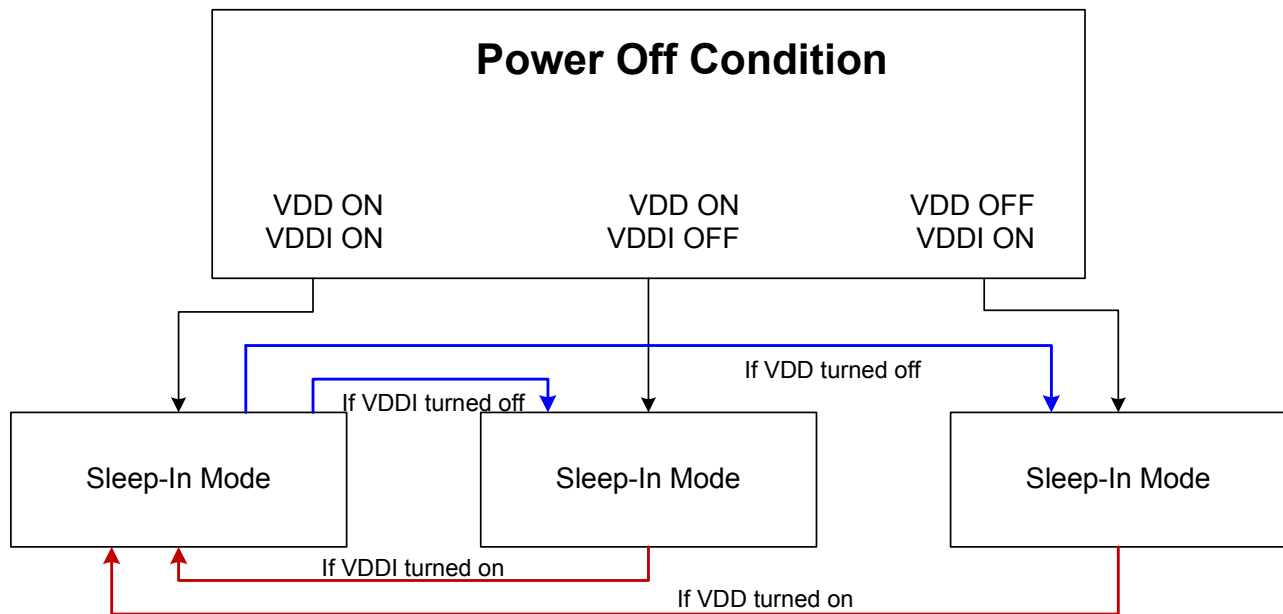 Power Off Condition
VDD ON
VDDI ON
VDD ON
VDDI OFF
VDD OFF
VDDI ON
If VDD turned off
If VDDI turned off
Sleep-In Mode
Sleep-In Mode
Sleep-In Mode
If VDDI turned on
If VDD turned on